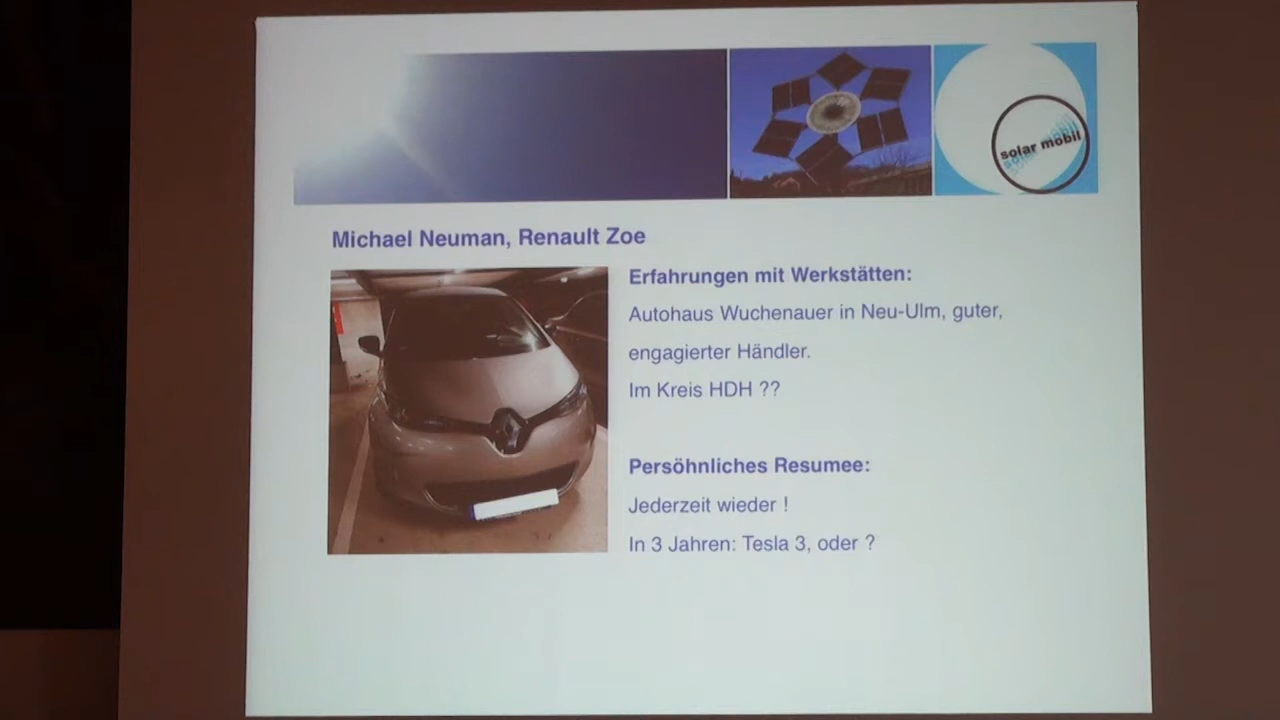 solar mobil
Michael Neuman, Renault Zoe
Erfahrungen mit Werkstätten:
Autohaus Wuchenauer in Neu-Ulm, guter,
engagierter Händler.
Im Kreis HDH ??
Persöhnliches Resumee:
Jederzeit wieder !
In 3 Jahren: Tesla 3, oder ?